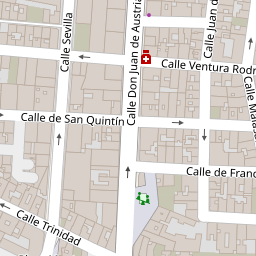 Calle Sevilla
Calle Don Juan de Austria
Calle Juan de
Calle Ventura Rodr
Calle de San Quintín
Calle
Calle de Franc
Calle Trinidad